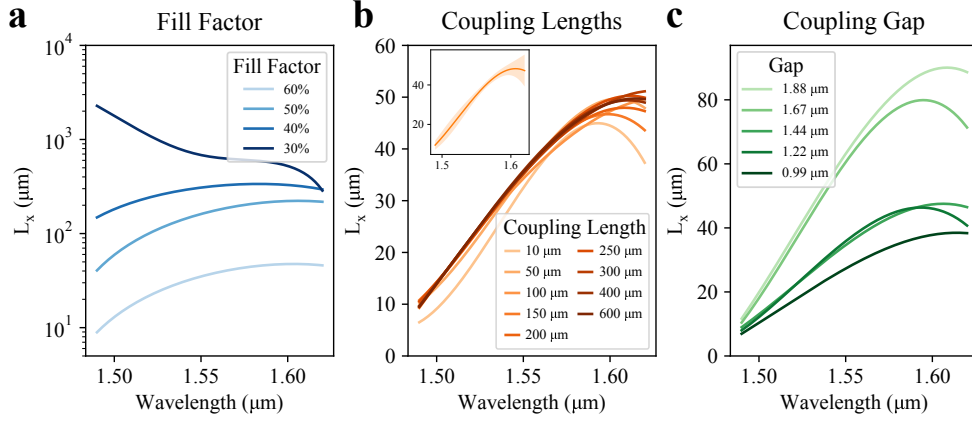 a
Fill Factor
L_x (μm)
10^4
10^3
10^2
10^1
Fill Factor
60%
50%
40%
30%
1.50
1.55
1.60
Wavelength (μm)
b
Coupling Lengths
L_x (μm)
60
50
40
30
20
10
0
40
20
1.5
1.6
Coupling Length
10 μm
50 μm
100 μm
150 μm
200 μm
250 μm
300 μm
400 μm
600 μm
1.50
1.55
1.60
Wavelength (μm)
c
Coupling Gap
L_x (μm)
80
60
40
20
0
Gap
1.88 μm
1.67 μm
1.44 μm
1.22 μm
0.99 μm
1.50
1.55
1.60
Wavelength (μm)